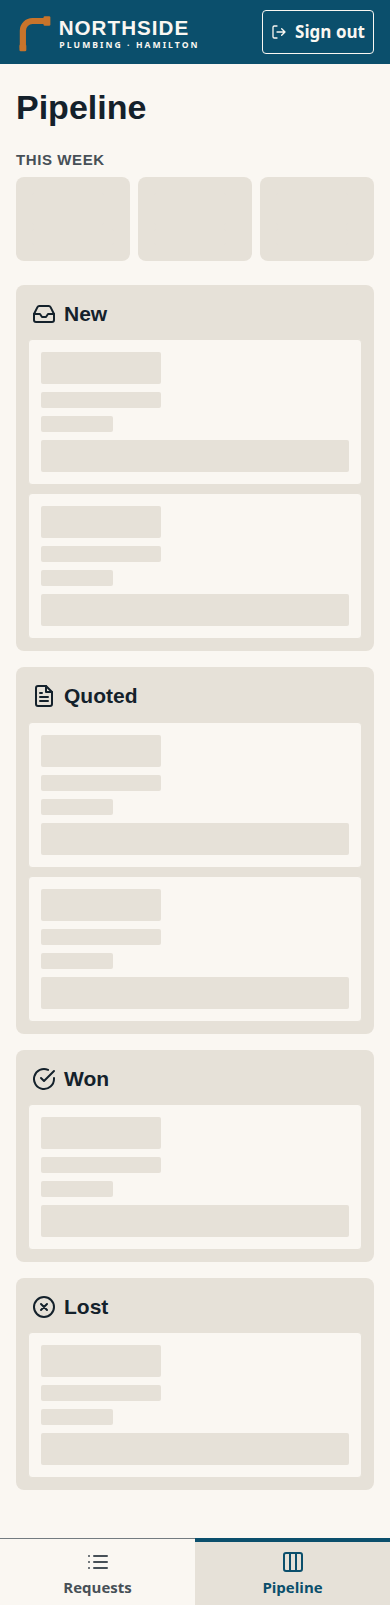 NORTHSIDE
PLUMBING · HAMILTON
Sign out
Pipeline
THIS WEEK
New
Quoted
Won
Lost
Requests
Pipeline